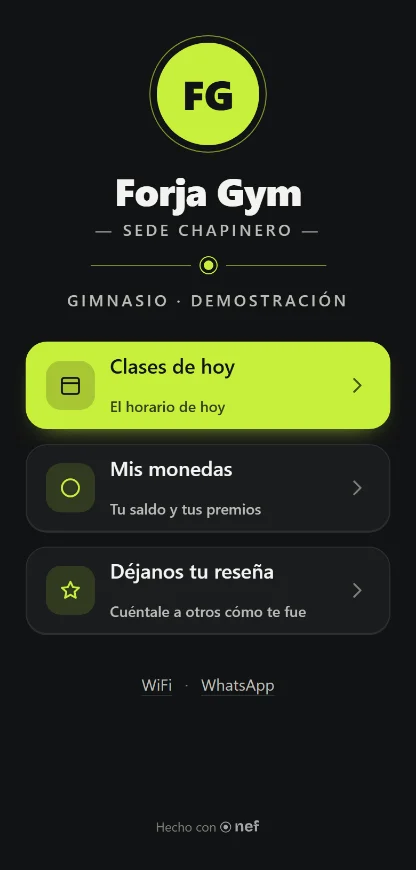 FG
Forja Gym
— SEDE CHAPINERO —
GIMNASIO · DEMOSTRACIÓN
Clases de hoy
El horario de hoy
Mis monedas
Tu saldo y tus premios
Déjanos tu reseña
Cuéntale a otros cómo te fue
WiFi · WhatsApp
Hecho con nef